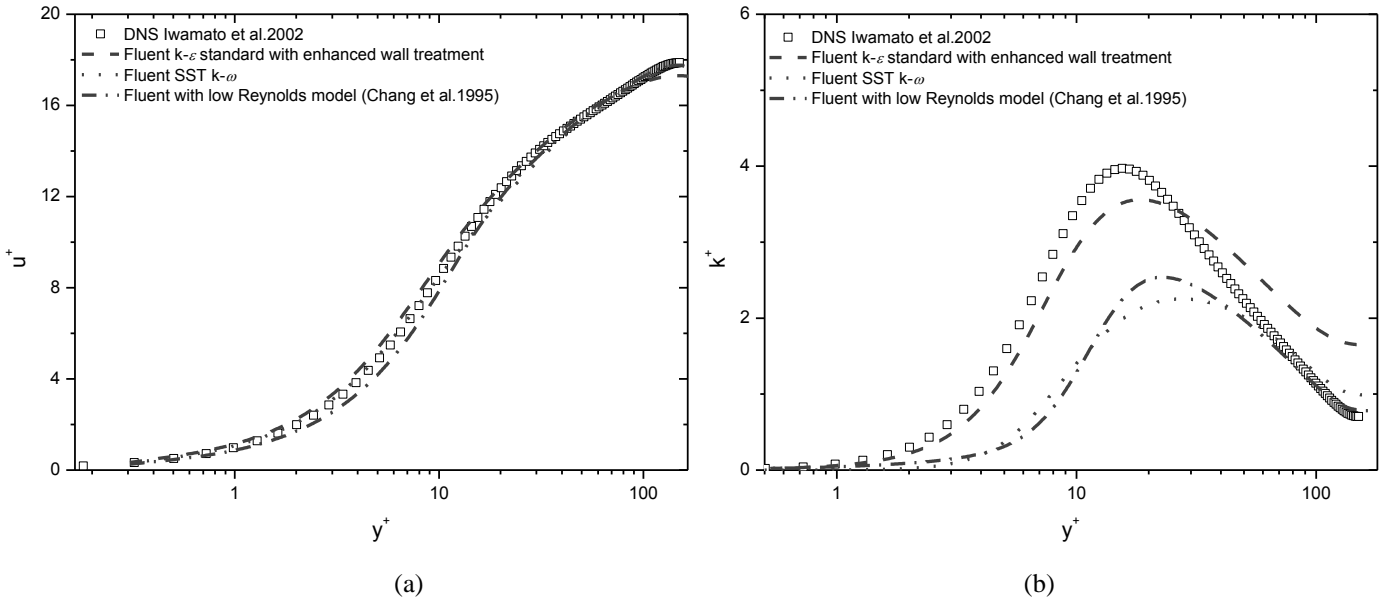 20
16
12
8
4
0
u+
DNS Iwamato et al.2002
Fluent k-ε standard with enhanced wall treatment
Fluent SST k-ω
Fluent with low Reynolds model (Chang et al.1995)
1 10 100
y+
(a)
6
4
2
0
k+
DNS Iwamato et al.2002
Fluent k-ε standard with enhanced wall treatment
Fluent SST k-ω
Fluent with low Reynolds model (Chang et al.1995)
1 10 100
y+
(b)